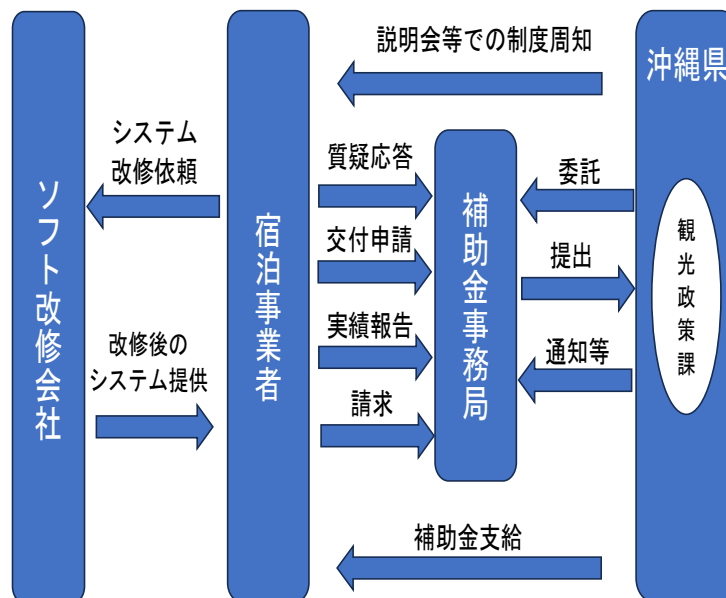 説明会等での制度周知
沖縄県
システム
改修依頼
質疑応答
委託
ソフト改修会社
宿泊事業者
補助金事務局
観光政策課
交付申請
提出
実績報告
改修後の
システム提供
通知等
請求
補助金支給